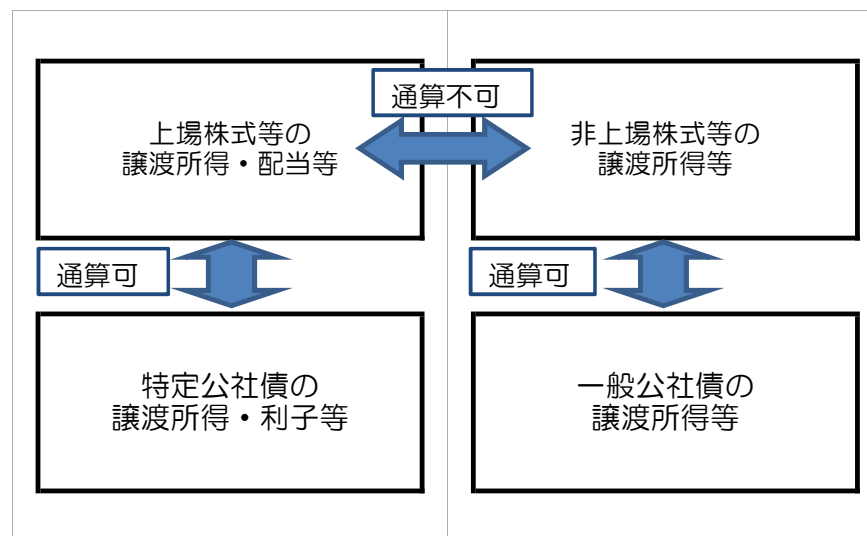 通算不可
上場株式等の
譲渡所得・配当等
非上場株式等の
譲渡所得等
通算可
通算可
特定公社債の
譲渡所得・利子等
一般公社債の
譲渡所得等